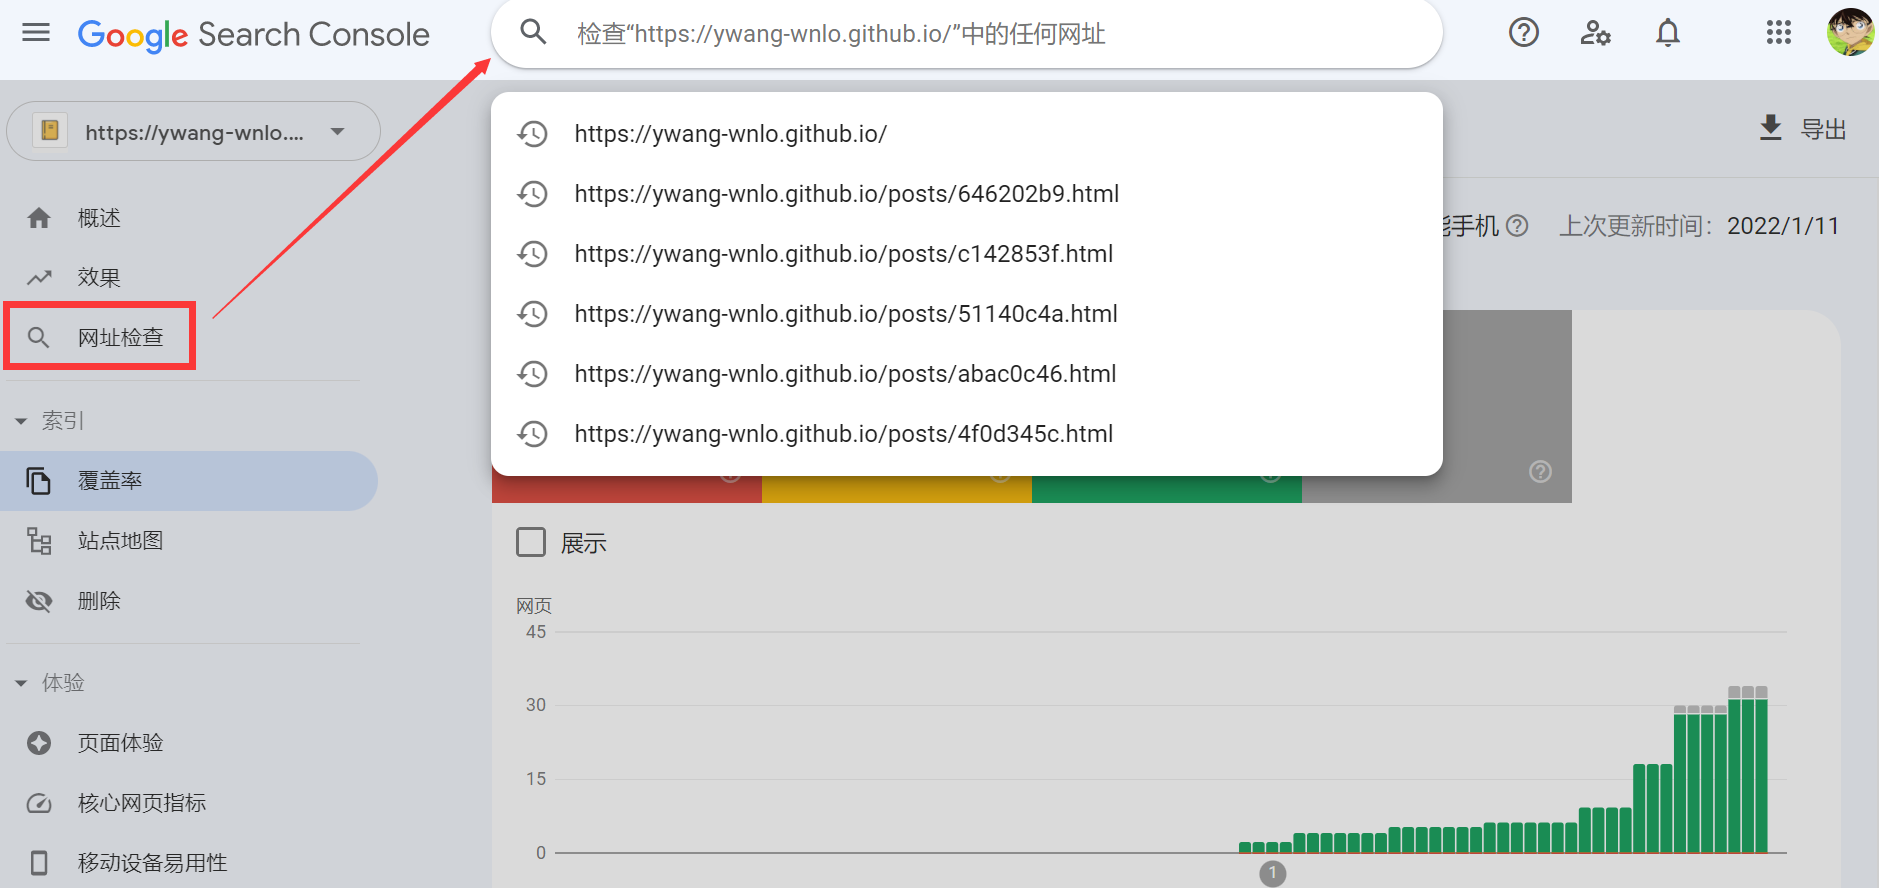 Google Search Console
检查“https://ywang-wnlo.github.io/”中的任何网址
https://ywang-wnlo....
概述
效果
网址检查
索引
覆盖率
站点地图
删除
体验
页面体验
核心网页指标
移动设备易用性
https://ywang-wnlo.github.io/
https://ywang-wnlo.github.io/posts/646202b9.html
https://ywang-wnlo.github.io/posts/c142853f.html
https://ywang-wnlo.github.io/posts/51140c4a.html
https://ywang-wnlo.github.io/posts/abac0c46.html
https://ywang-wnlo.github.io/posts/4f0d345c.html
导出
能手机 上次更新时间：2022/1/11
展示
网页
45
30
15
0
1